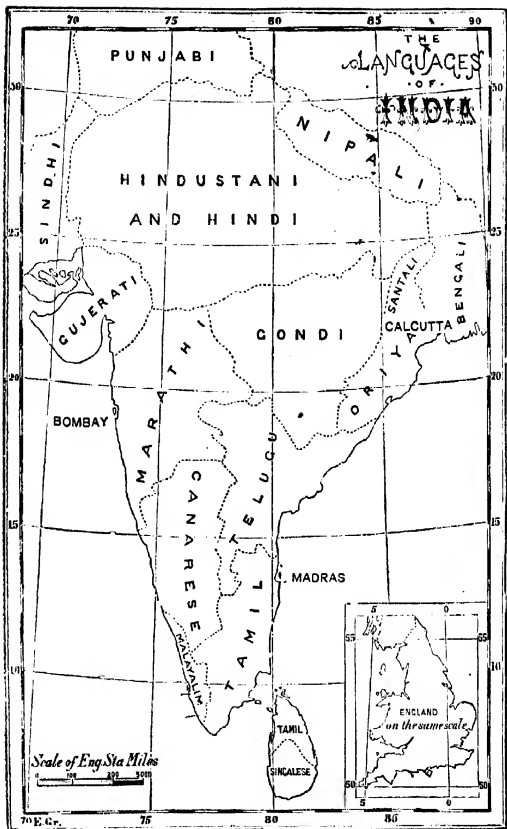 70 75 80 85 90
THE
LANGUAGES
OF
INDIA
PUNJABI
30 30
NIPALI
SINDHI
HINDUSTANI
AND HINDI
25 25
GUJERATI
GONDI
SANTALI
BENGALI
CALCUTTA
ORIYA
MARATHI
20 20
BOMBAY
TELUGU
CANARESE
15 15
MADRAS
TAMIL
MALAYALIM
10 10
TAMIL
SINGALESE
5 0
55 55
ENGLAND
on the same scale
50 50
5 0
Scale of Eng. Sta Miles
0 100 200 300
70 E.Gr. 75 80 85